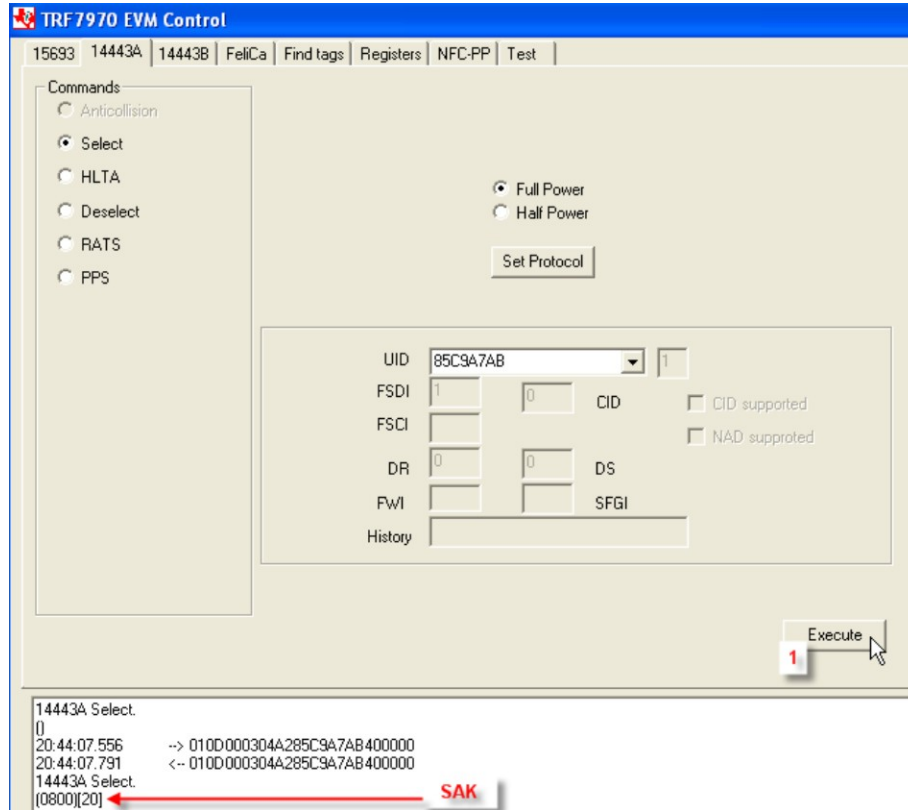 TRF7970 EVM Control
15693 14443A 14443B FeliCa Find tags Registers NFC-PP Test
Commands
Anticollision
Select
HLTA
Deselect
RATS
PPS
Full Power
Half Power
Set Protocol
UID 85C9A7AB 1
FSDI 1 0 CID CID supported
FSCI NAD supproted
DR 0 0 DS
FWI SFGI
History
Execute
1
14443A Select.
()
20:44:07.556 --> 010D000304A285C9A7AB400000
20:44:07.791 <-- 010D000304A285C9A7AB400000
14443A Select.
(0800)[20]
SAK